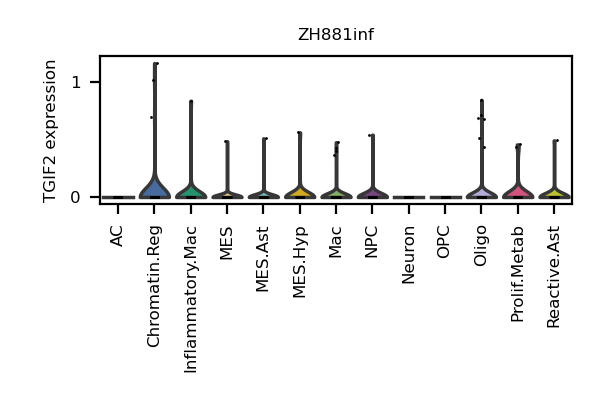 ZH881inf
TGIF2 expression
1
0
AC
Chromatin.Reg
Inflammatory.Mac
MES
MES.Ast
MES.Hyp
Mac
NPC
Neuron
OPC
Oligo
Prolif.Metab
Reactive.Ast